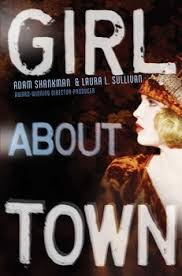 GIRL
ADAM SHANKMAN & LAURA L. SULLIVAN
AWARD-WINNING DIRECTOR-PRODUCER
ABOUT
TOWN